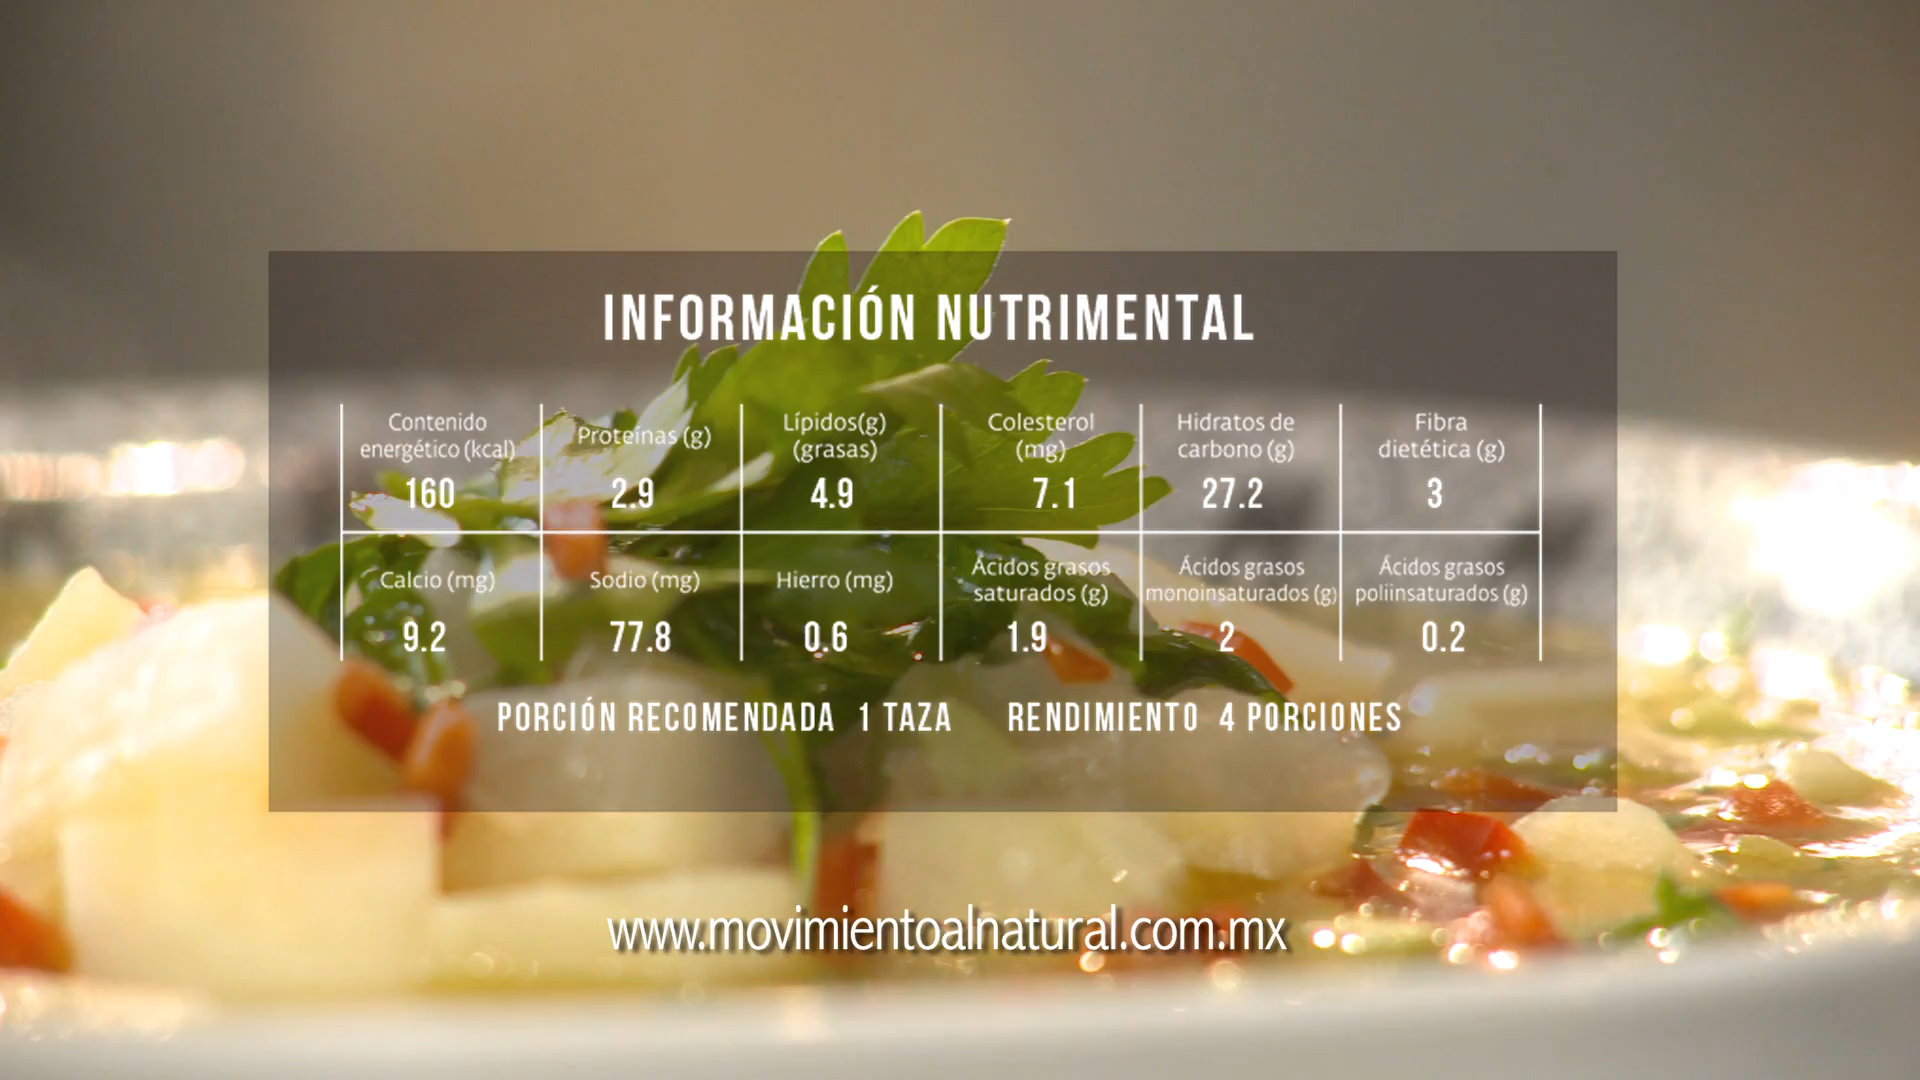 INFORMACIÓN NUTRIMENTAL
Contenido
energético (kcal)
160
Proteínas (g)
2.9
Lípidos(g)
(grasas)
4.9
Colesterol
(mg)
7.1
Hidratos de
carbono (g)
27.2
Fibra
dietética (g)
3
Calcio (mg)
9.2
Sodio (mg)
77.8
Hierro (mg)
0.6
Ácidos grasos
saturados (g)
1.9
Ácidos grasos
monoinsaturados (g)
2
Ácidos grasos
poliinsaturados (g)
0.2
PORCIÓN RECOMENDADA 1 TAZA RENDIMIENTO 4 PORCIONES
www.movimientoalnatural.com.mx